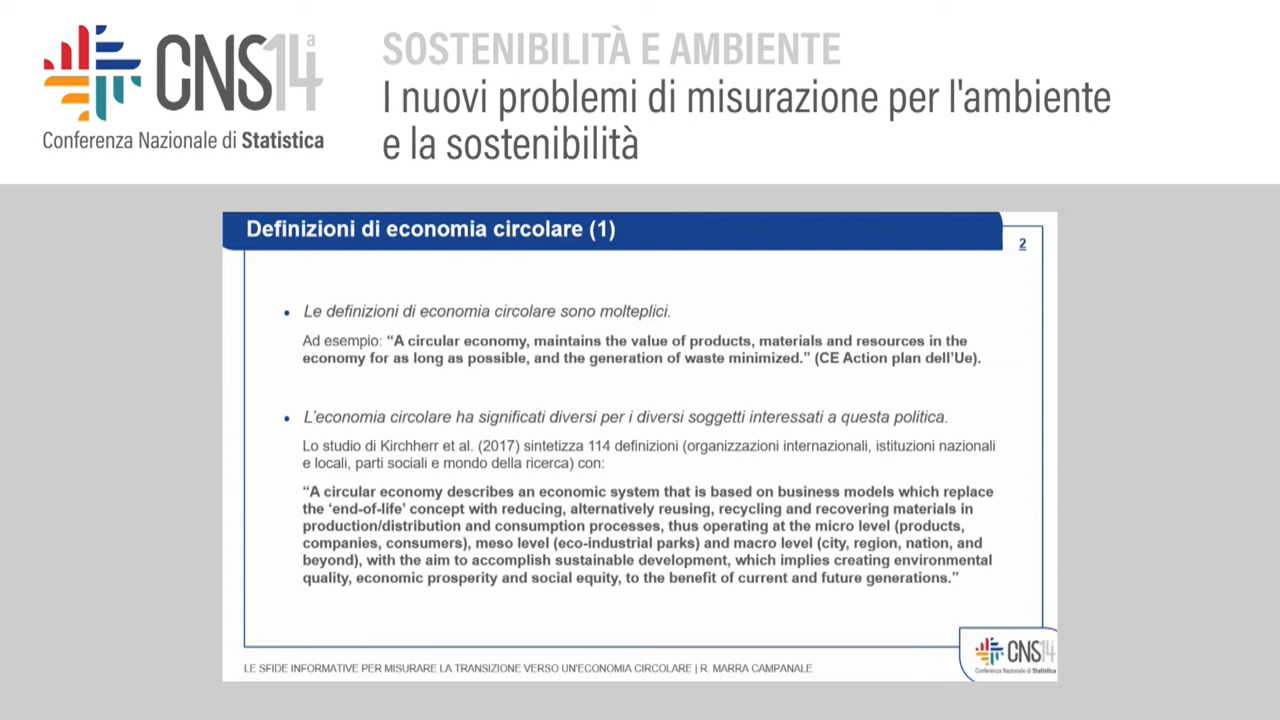 CNS14a
Conferenza Nazionale di Statistica
SOSTENIBILITÀ E AMBIENTE
I nuovi problemi di misurazione per l'ambiente
e la sostenibilità
Definizioni di economia circolare (1)
2
• Le definizioni di economia circolare sono molteplici.
Ad esempio: “A circular economy, maintains the value of products, materials and resources in the
economy for as long as possible, and the generation of waste minimized.” (CE Action plan dell’Ue).
• L’economia circolare ha significati diversi per i diversi soggetti interessati a questa politica.
Lo studio di Kirchherr et al. (2017) sintetizza 114 definizioni (organizzazioni internazionali, istituzioni nazionali
e locali, parti sociali e mondo della ricerca) con:
“A circular economy describes an economic system that is based on business models which replace
the ‘end-of-life’ concept with reducing, alternatively reusing, recycling and recovering materials in
production/distribution and consumption processes, thus operating at the micro level (products,
companies, consumers), meso level (eco-industrial parks) and macro level (city, region, nation, and
beyond), with the aim to accomplish sustainable development, which implies creating environmental
quality, economic prosperity and social equity, to the benefit of current and future generations.”
LE SFIDE INFORMATIVE PER MISURARE LA TRANSIZIONE VERSO UN'ECONOMIA CIRCOLARE | R. MARRA CAMPANALE
CNS14
Conferenza Nazionale di Statistica